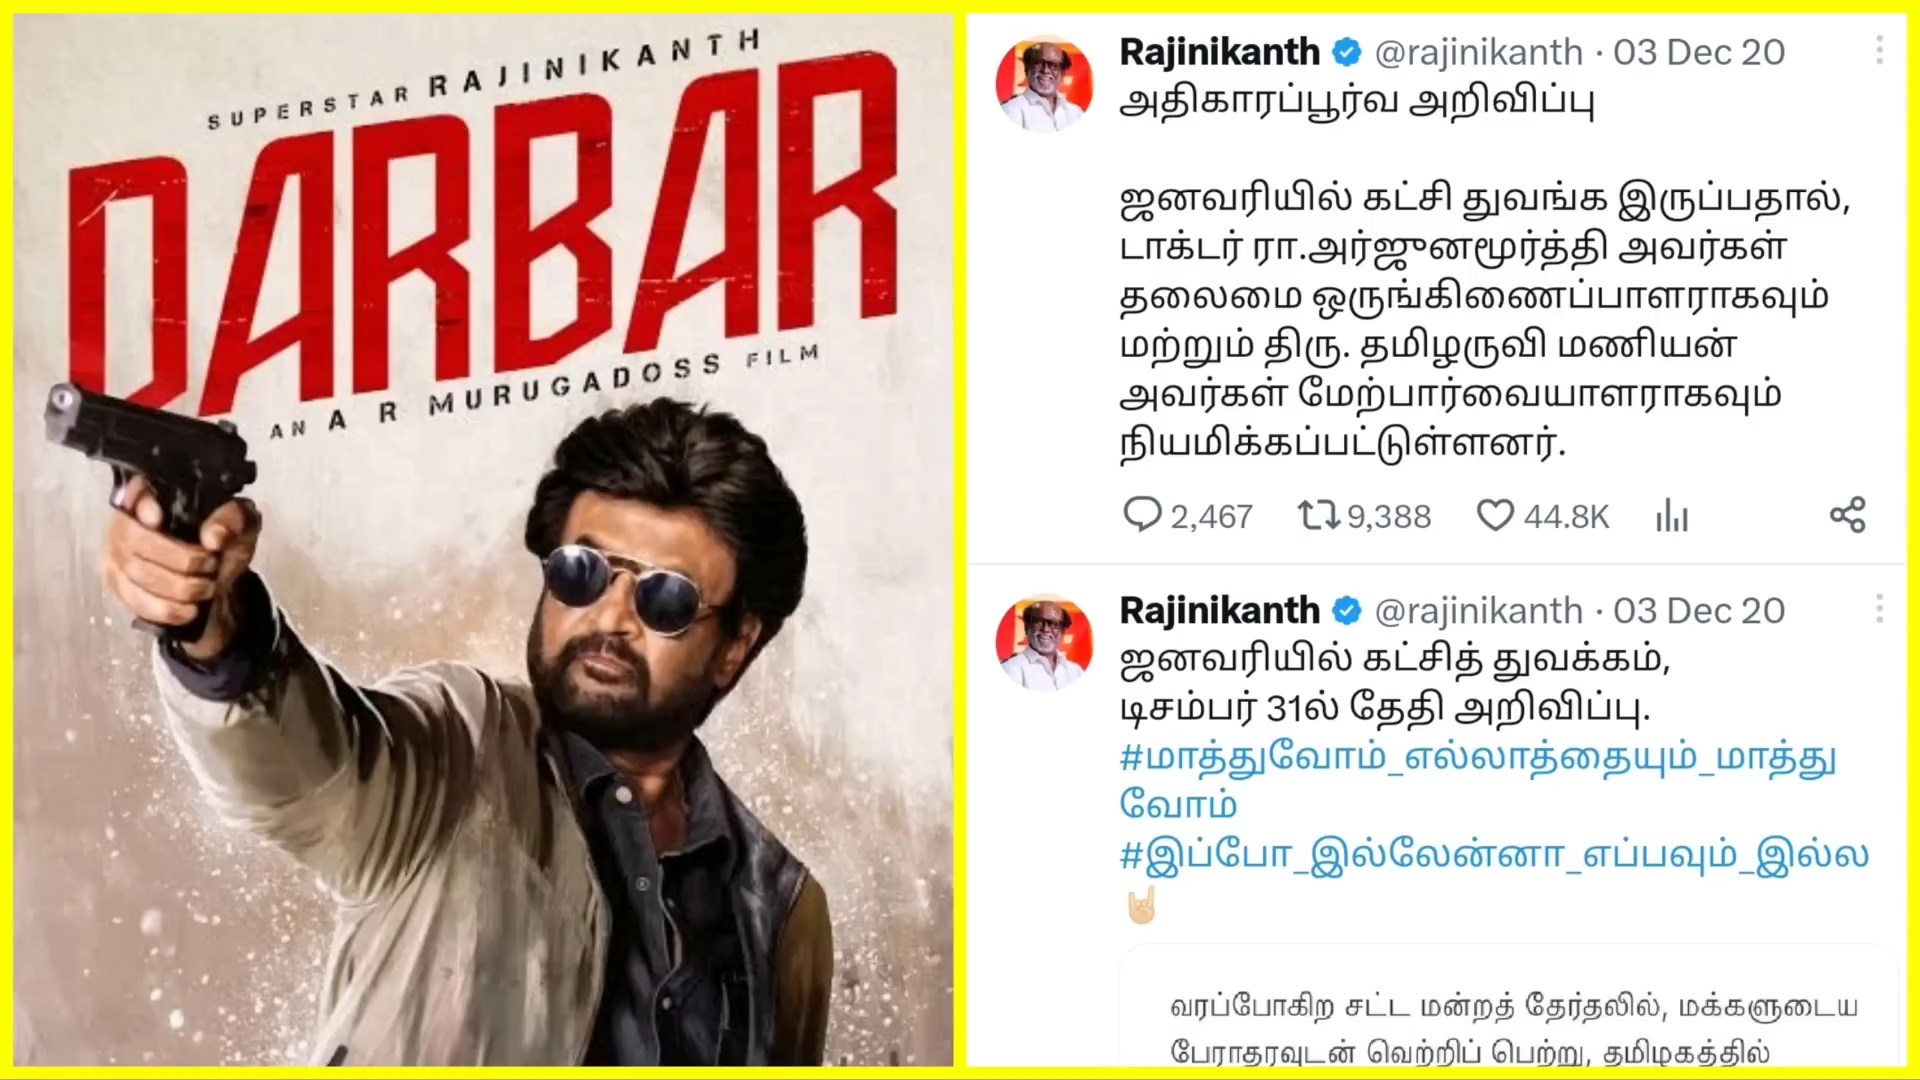 SUPERSTAR RAJINIKANTH
DARBAR
AN A R MURUGADOSS FILM
Rajinikanth @rajinikanth · 03 Dec 20
அதிகாரப்பூர்வ அறிவிப்பு
ஜனவரியில் கட்சி துவங்க இருப்பதால்,
டாக்டர் ரா.அர்ஜுனமூர்த்தி அவர்கள்
தலைமை ஒருங்கிணைப்பாளராகவும்
மற்றும் திரு. தமிழருவி மணியன்
அவர்கள் மேற்பார்வையாளராகவும்
நியமிக்கப்பட்டுள்ளனர்.
2,467 9,388 44.8K
Rajinikanth @rajinikanth · 03 Dec 20
ஜனவரியில் கட்சித் துவக்கம்,
டிசம்பர் 31ல் தேதி அறிவிப்பு.
#மாத்துவோம்_எல்லாத்தையும்_மாத்து
வோம்
#இப்போ_இல்லேன்னா_எப்பவும்_இல்ல
🤘🏻
வரப்போகிற சட்ட மன்றத் தேர்தலில், மக்களுடைய
பேராதரவுடன் வெற்றிப் பெற்று, தமிழகத்தில்